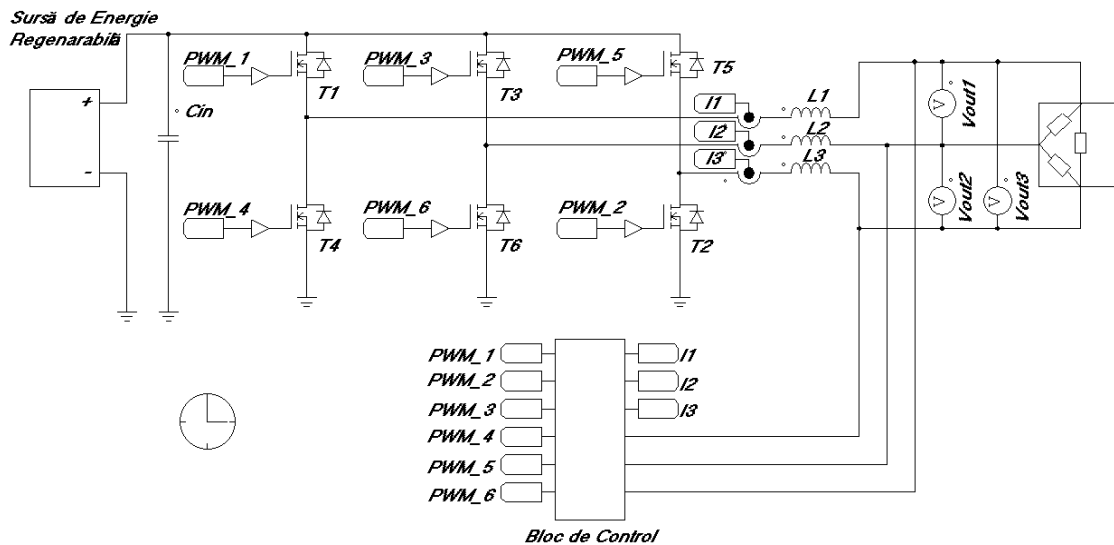 Sursă de Energie
Regenarabilă
+
-
Cin
PWM_1
T1
PWM_3
T3
PWM_5
T5
PWM_4
T4
PWM_6
T6
PWM_2
T2
I1
I2
I3
L1
L2
L3
V
Vout1
V
Vout2
V
Vout3
PWM_1
PWM_2
PWM_3
PWM_4
PWM_5
PWM_6
I1
I2
I3
Bloc de Control